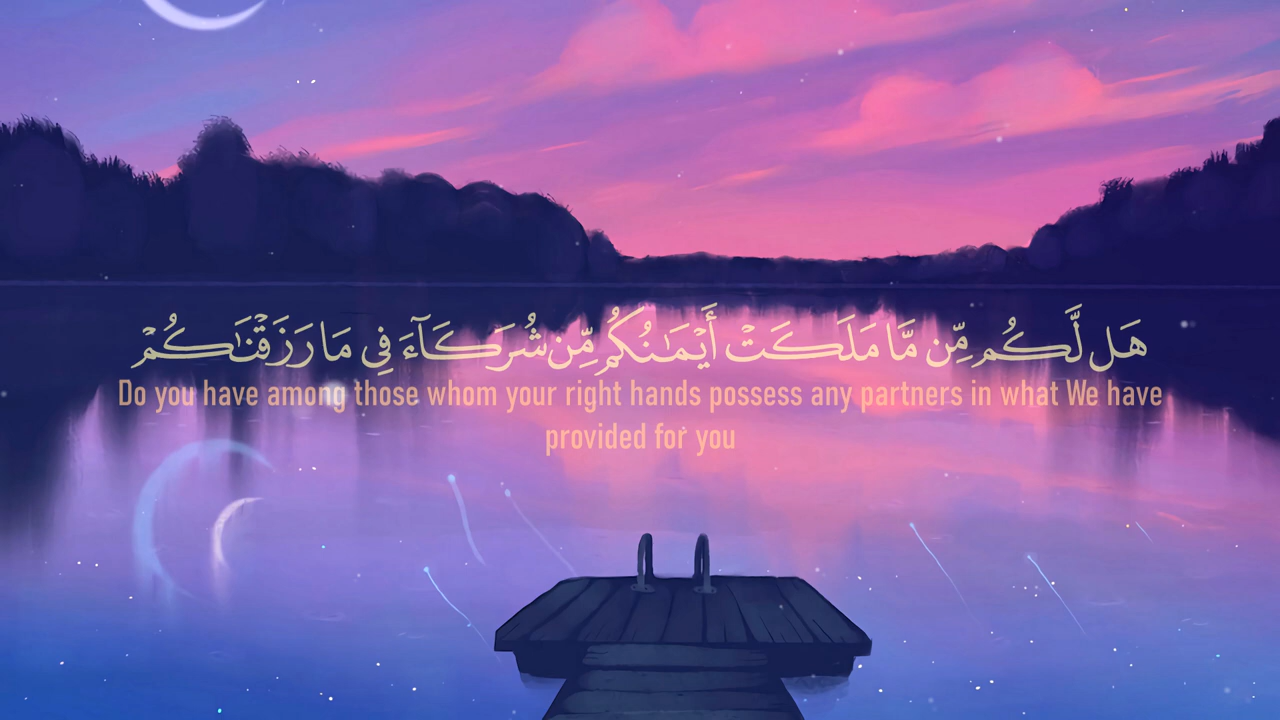 هَل لَّكُم مِّن مَّا مَلَكَتْ أَيْمَـٰنُكُم مِّن شُرَكَآءَ فِى مَا رَزَقْنَـٰكُمْ
Do you have among those whom your right hands possess any partners in what We have
provided for you